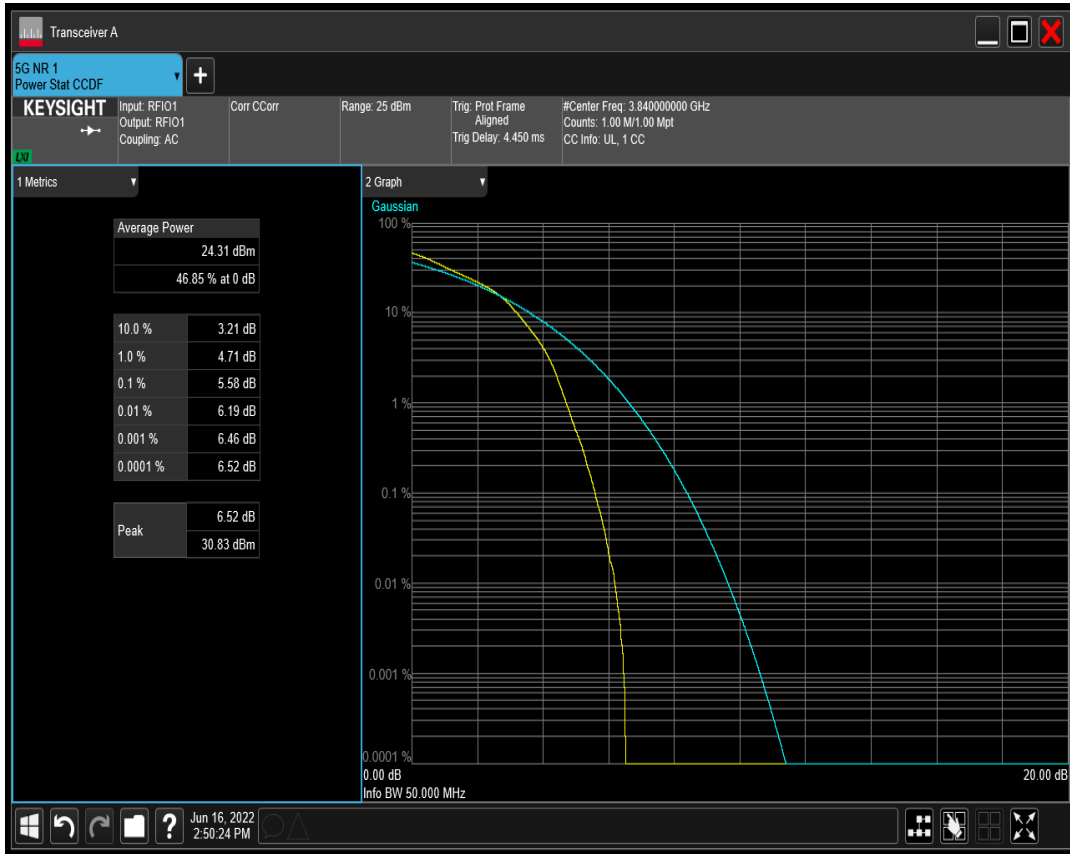 Transceiver A
5G NR 1
Power Stat CCDF
+
KEYSIGHT
LXI
Input: RFIO1
Output: RFIO1
Coupling: AC
Corr CCorr
Range: 25 dBm
Trig: Prot Frame
Aligned
Trig Delay: 4.450 ms
#Center Freq: 3.840000000 GHz
Counts: 1.00 M/1.00 Mpt
CC Info: UL, 1 CC
1 Metrics
Average Power
24.31 dBm
46.85 % at 0 dB
10.0 % 3.21 dB
1.0 % 4.71 dB
0.1 % 5.58 dB
0.01 % 6.19 dB
0.001 % 6.46 dB
0.0001 % 6.52 dB
Peak
6.52 dB
30.83 dBm
2 Graph
Gaussian
100 %
10 %
1 %
0.1 %
0.01 %
0.001 %
0.0001 %
0.00 dB 20.00 dB
Info BW 50.000 MHz
?
Jun 16, 2022
2:50:24 PM